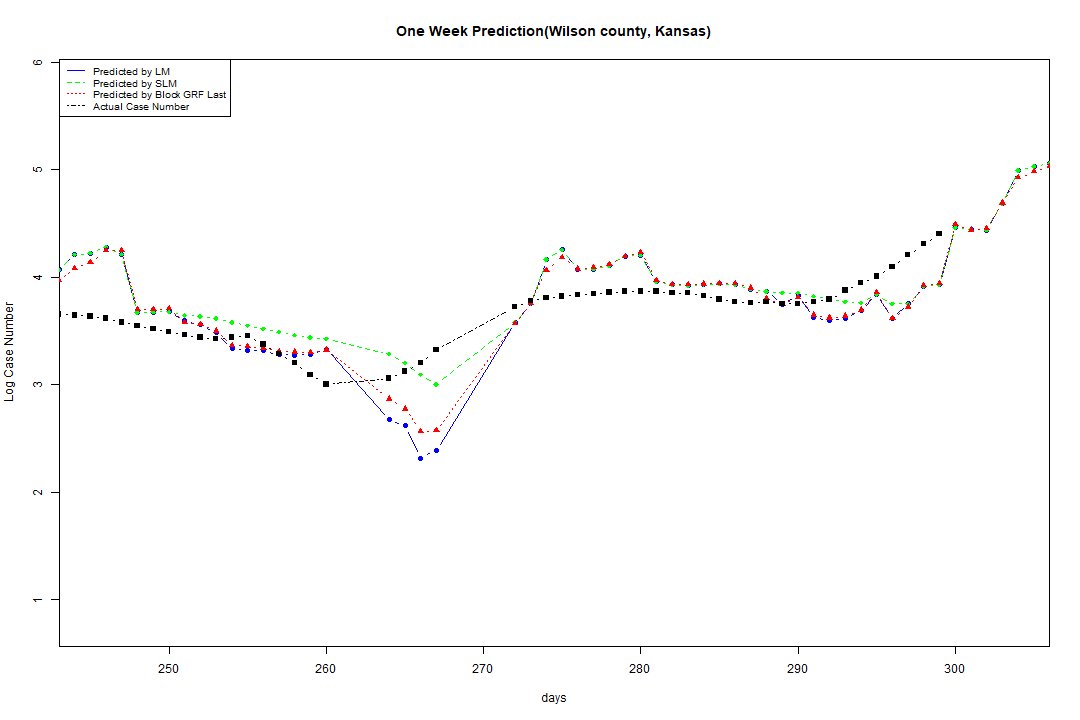 One Week Prediction(Wilson county, Kansas)
Predicted by LM
Predicted by SLM
Predicted by Block GRF Last
Actual Case Number
6
5
4
3
2
1
Log Case Number
250 260 270 280 290 300
days